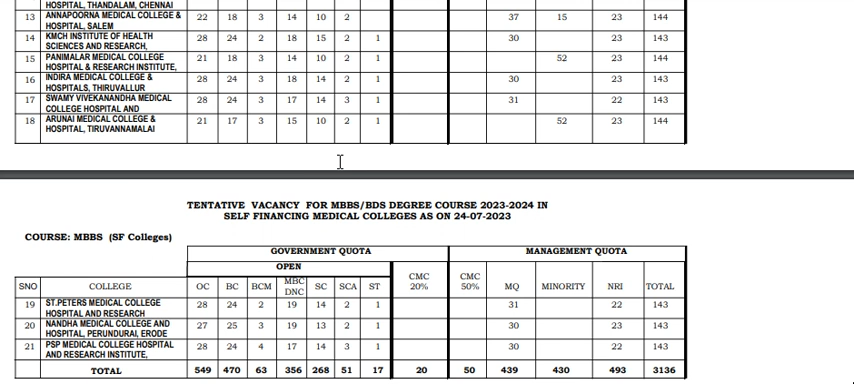 HOSPITAL, THANDALAM, CHENNAI
13 ANNAPOORNA MEDICAL COLLEGE & HOSPITAL, SALEM 22 18 3 14 10 2 37 15 23 144
14 KMCH INSTITUTE OF HEALTH SCIENCES AND RESEARCH, 28 24 2 18 15 2 1 30 23 143
15 PANIMALAR MEDICAL COLLEGE HOSPITAL & RESEARCH INSTITUTE, 21 18 3 14 10 2 1 52 23 144
16 INDIRA MEDICAL COLLEGE & HOSPITALS, THIRUVALLUR 28 24 3 18 14 2 1 30 23 143
17 SWAMY VIVEKANANDHA MEDICAL COLLEGE HOSPITAL AND 28 24 3 17 14 3 1 31 22 143
18 ARUNAI MEDICAL COLLEGE & HOSPITAL, TIRUVANNAMALAI 21 17 3 15 10 2 1 52 23 144
TENTATIVE VACANCY FOR MBBS/BDS DEGREE COURSE 2023-2024 IN
SELF FINANCING MEDICAL COLLEGES AS ON 24-07-2023
COURSE: MBBS (SF Colleges)
GOVERNMENT QUOTA MANAGEMENT QUOTA
OPEN
SNO COLLEGE OC BC BCM MBC DNC SC SCA ST CMC 20% CMC 50% MQ MINORITY NRI TOTAL
19 ST.PETERS MEDICAL COLLEGE HOSPITAL AND RESEARCH 28 24 2 19 14 2 1 31 22 143
20 NANDHA MEDICAL COLLEGE AND HOSPITAL, PERUNDURAI, ERODE 27 25 3 19 13 2 1 30 23 143
21 PSP MEDICAL COLLEGE HOSPITAL AND RESEARCH INSTITUTE, 28 24 4 17 14 3 1 30 22 143
TOTAL 549 470 63 356 268 51 17 20 50 439 430 493 3136